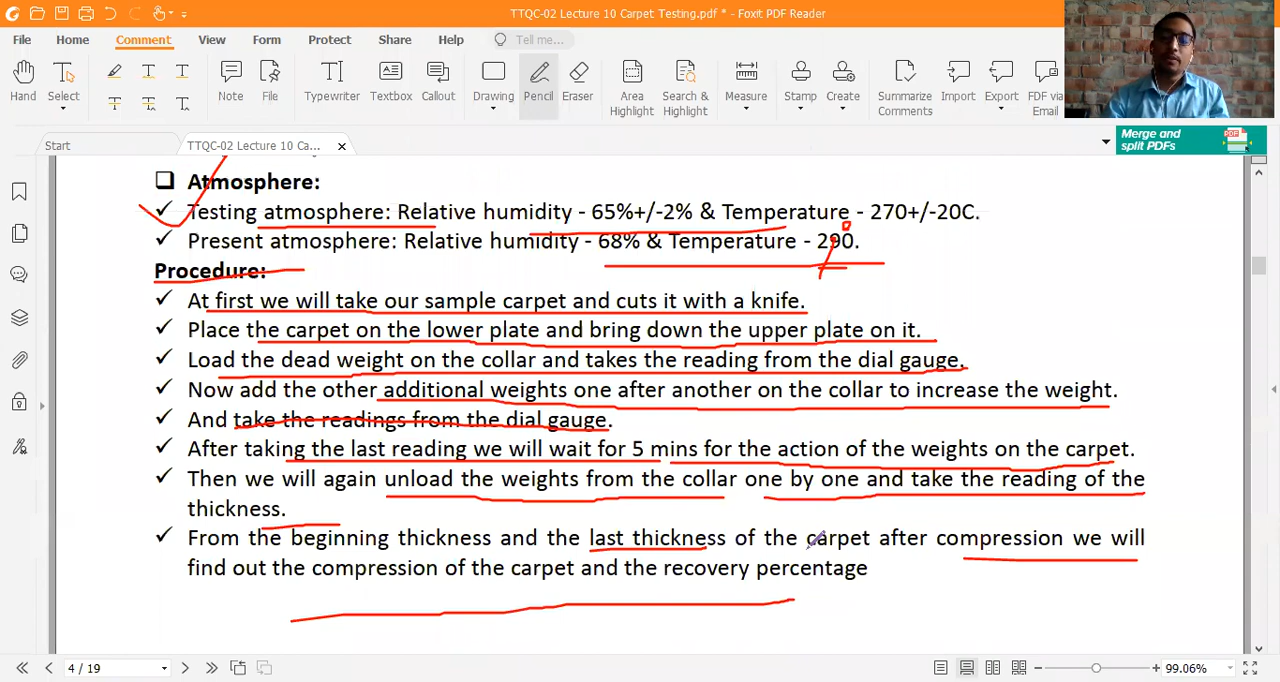 TTQC-02 Lecture 10 Carpet Testing.pdf * - Foxit PDF Reader
File Home Comment View Form Protect Share Help Tell me...
Hand Select Note File Typewriter Textbox Callout Drawing Pencil Eraser Area Highlight Search & Highlight Measure Stamp Create Summarize Comments Import Export FDF via Email
Start TTQC-02 Lecture 10 Ca...
Merge and split PDFs
PDF
❑ Atmosphere:
✓ Testing atmosphere: Relative humidity - 65%+/-2% & Temperature - 270+/-20C.
✓ Present atmosphere: Relative humidity - 68% & Temperature - 290.
Procedure:
✓ At first we will take our sample carpet and cuts it with a knife.
✓ Place the carpet on the lower plate and bring down the upper plate on it.
✓ Load the dead weight on the collar and takes the reading from the dial gauge.
✓ Now add the other additional weights one after another on the collar to increase the weight.
✓ And take the readings from the dial gauge.
✓ After taking the last reading we will wait for 5 mins for the action of the weights on the carpet.
✓ Then we will again unload the weights from the collar one by one and take the reading of the
thickness.
✓ From the beginning thickness and the last thickness of the carpet after compression we will
find out the compression of the carpet and the recovery percentage
4 / 19
99.06%